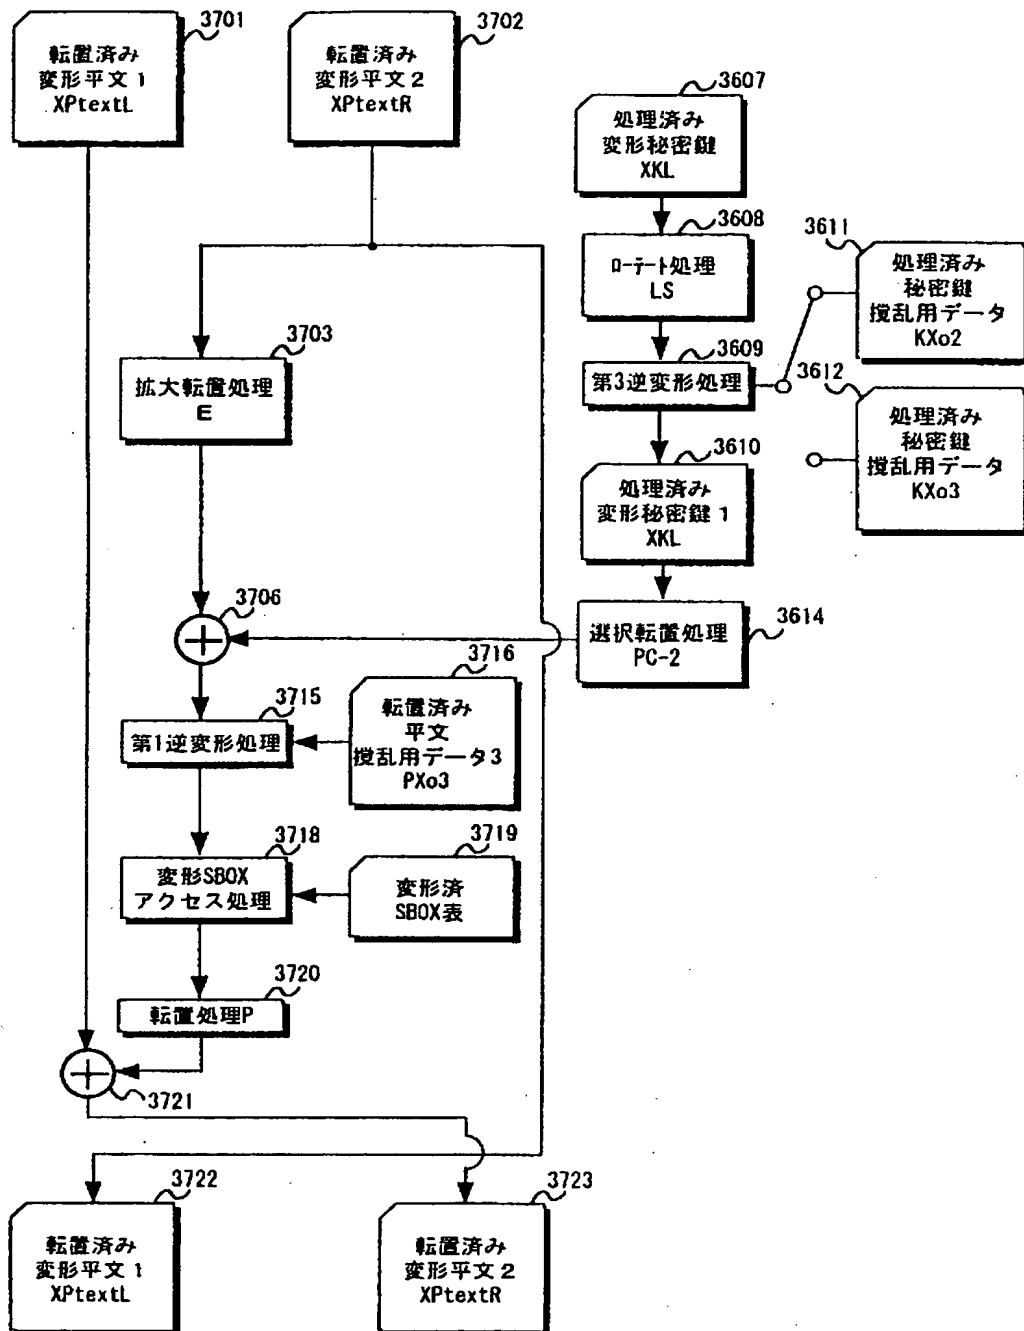 3701
転置済み
変形平文1
XPtextL
3702
転置済み
変形平文2
XPtextR
3607
処理済み
変形秘密鍵
XKL
3608
ローテート処理
LS
3611
処理済み
秘密鍵
撹乱用データ
KXo2
3703
拡大転置処理
E
3609
第3逆変形処理
3612
処理済み
秘密鍵
撹乱用データ
KXo3
3610
処理済み
変形秘密鍵1
XKL
3706
3614
選択転置処理
PC-2
3715
第1逆変形処理
3716
転置済み
平文
撹乱用データ3
PXo3
3718
変形SBOX
アクセス処理
3719
変形済
SBOX表
3720
転置処理P
3721
3722
転置済み
変形平文1
XPtextL
3723
転置済み
変形平文2
XPtextR